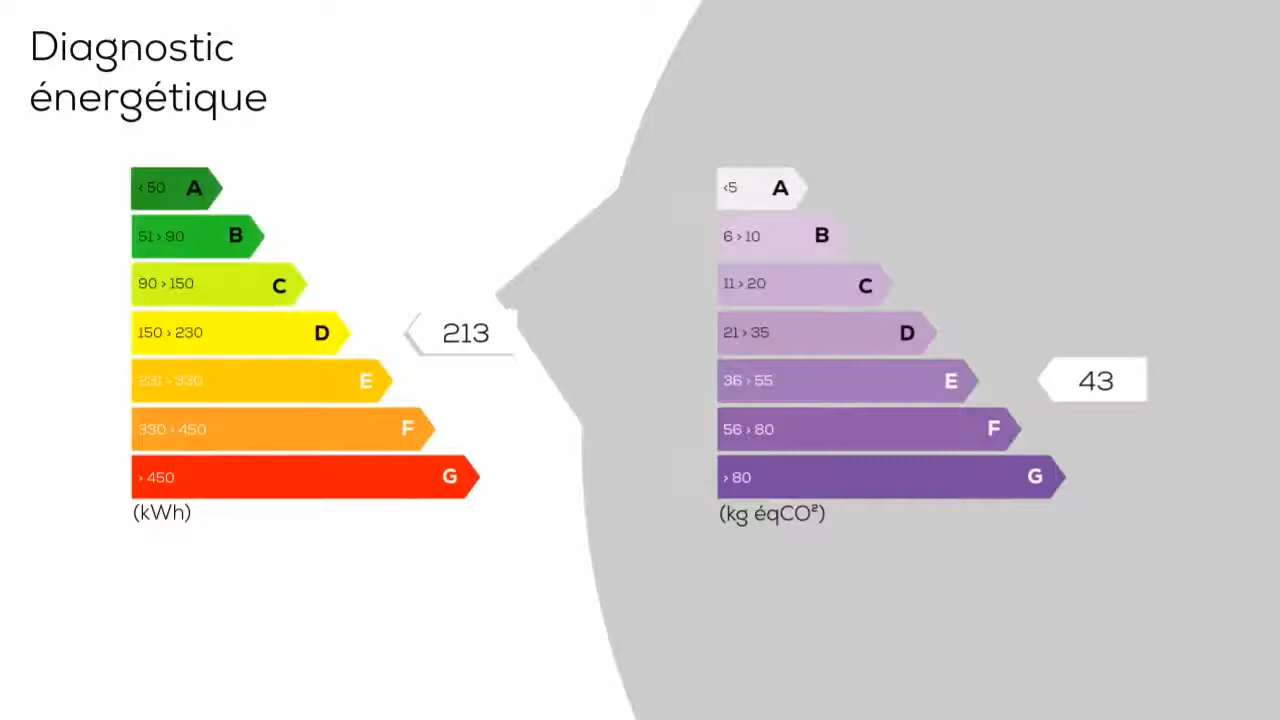 Diagnostic
énergétique
< 50 A
51 > 90 B
90 > 150 C
150 > 230 D
213
231 > 330 E
330 > 450 F
> 450 G
(kWh)
<5 A
6 > 10 B
11 > 20 C
21 > 35 D
36 > 55 E
43
56 > 80 F
> 80 G
(kg éqCO²)